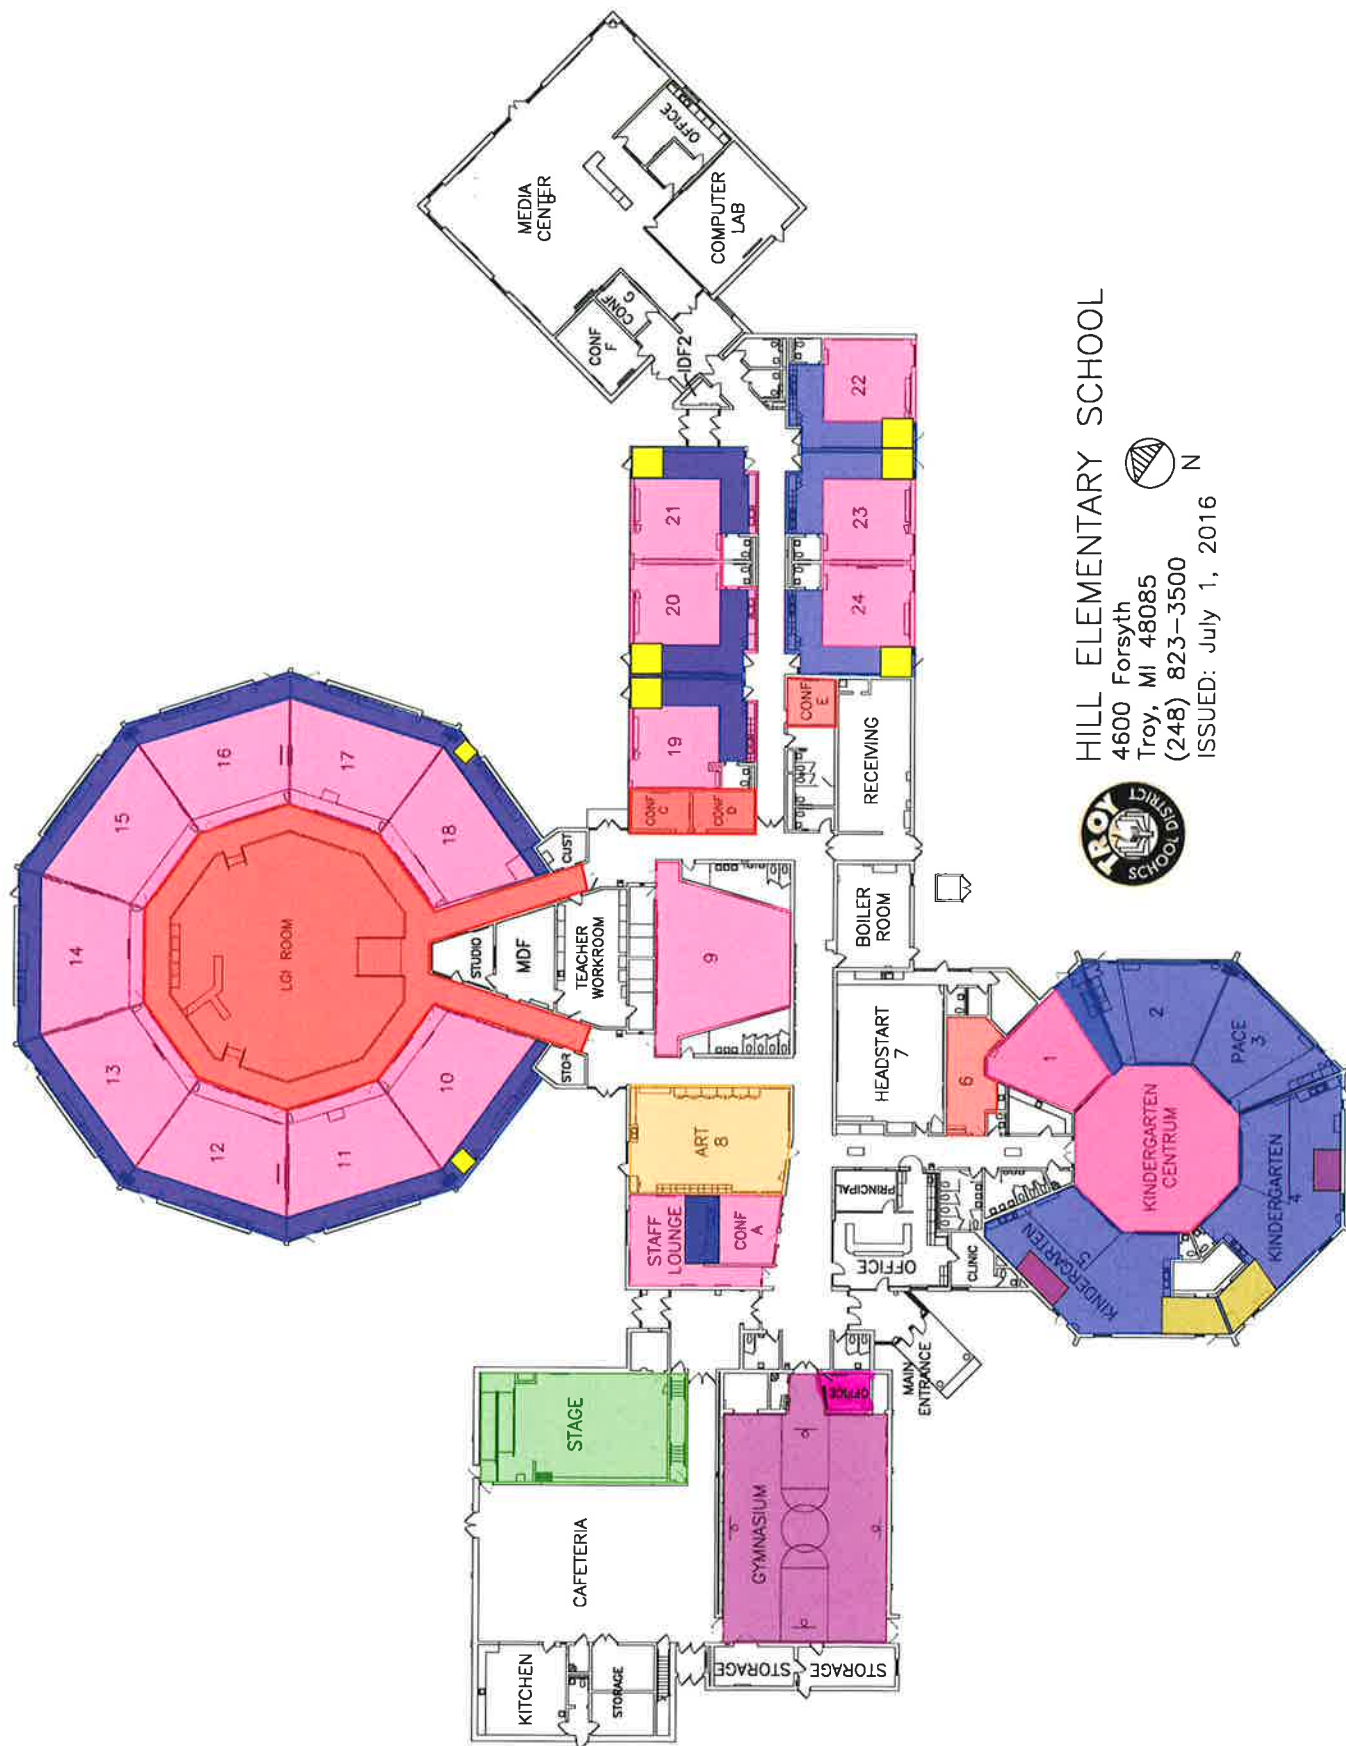 MEDIA
CENTER
OFFICE
COMPUTER
LAB
CONF
G
CONF
F
IDF2
22
21
23
20
24
19
CONF
E
CONF
C
CONF
D
RECEIVING
16
17
15
18
14
LGI ROOM
13
10
12
11
CUST
STUDIO
MDF
TEACHER
WORKROOM
STOR
9
BOILER
ROOM
HEADSTART
7
6
1
2
PACE
3
KINDERGARTEN
CENTRUM
KINDERGARTEN
4
KINDERGARTEN
5
ART
8
STAFF
LOUNGE
CONF
A
PRINCIPAL
OFFICE
CLINIC
MAIN
ENTRANCE
STAGE
OFFICE
GYMNASIUM
CAFETERIA
KITCHEN
STORAGE
STORAGE
STORAGE
HILL ELEMENTARY SCHOOL
4600 Forsyth
Troy, MI 48085
(248) 823-3500
ISSUED: July 1, 2016
N
TROY
SCHOOL DISTRICT